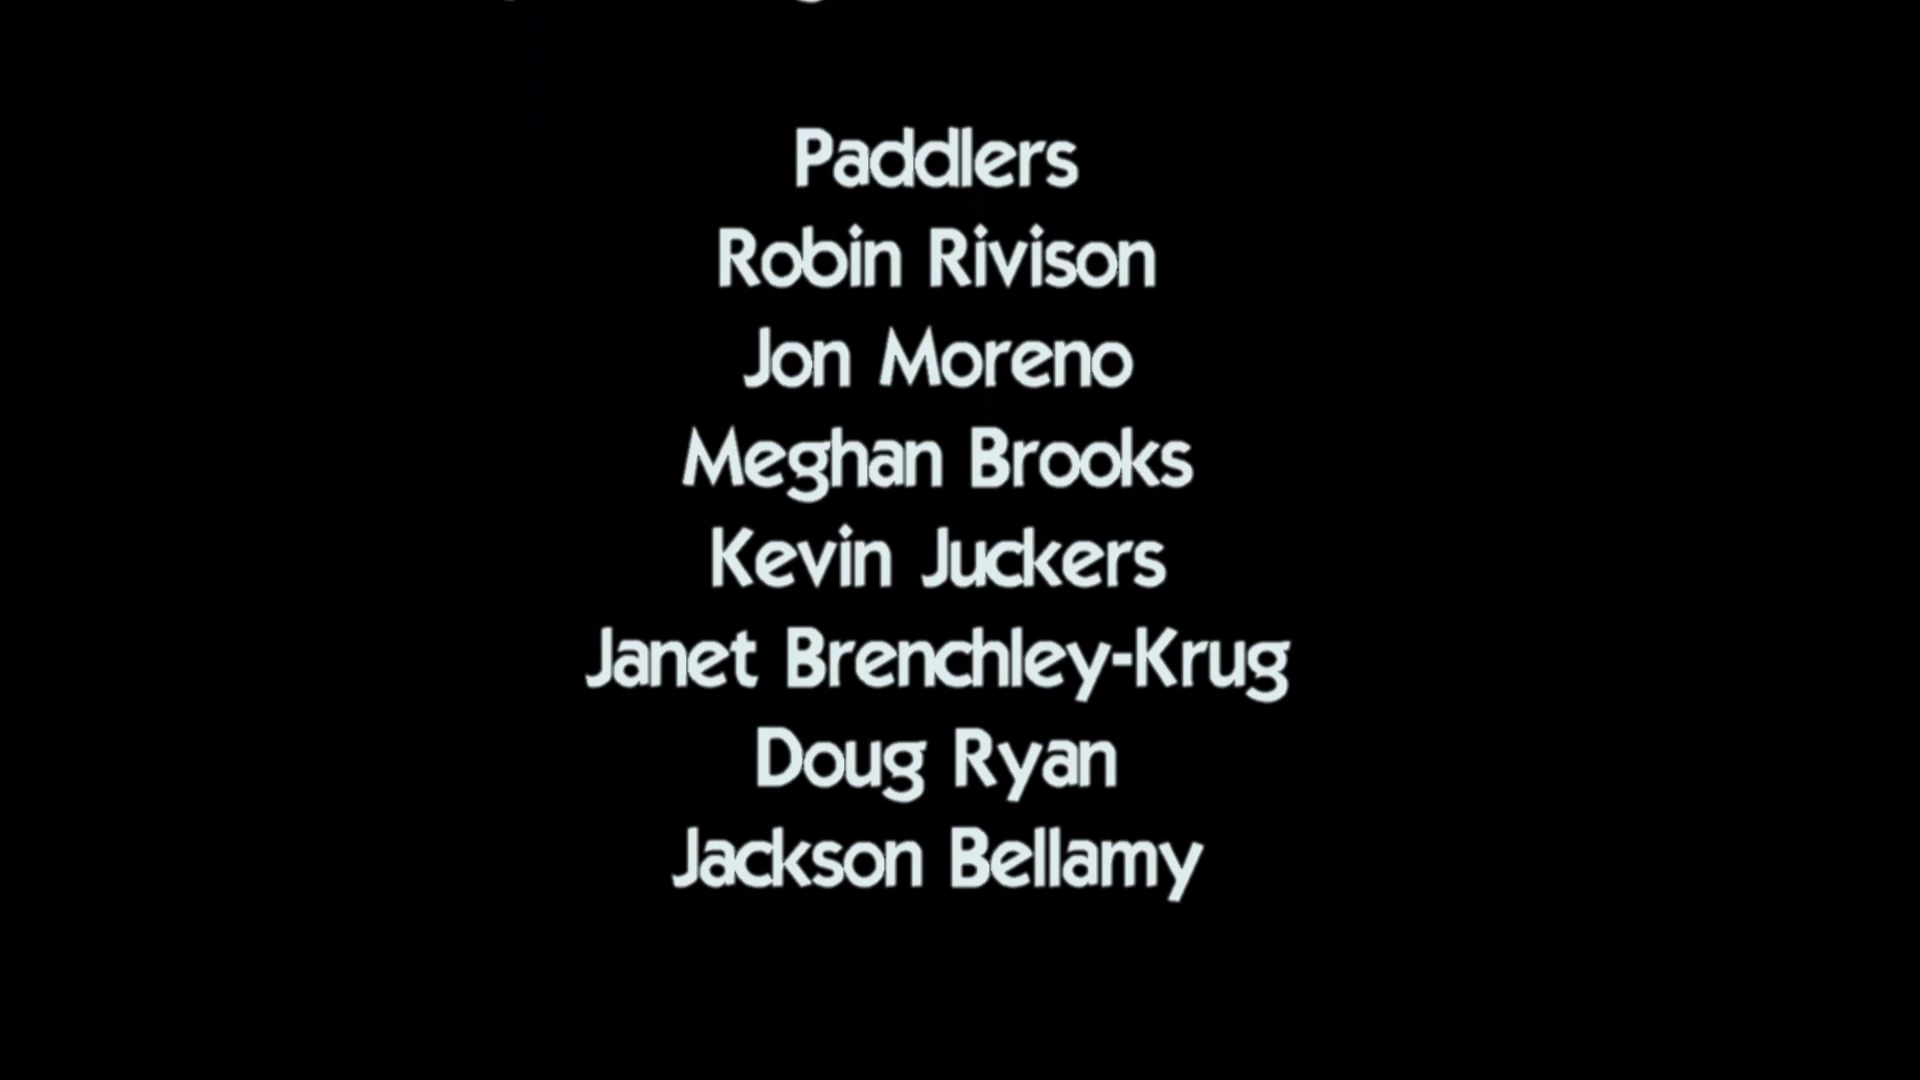 Paddlers
Robin Rivison
Jon Moreno
Meghan Brooks
Kevin Juckers
Janet Brenchley-Krug
Doug Ryan
Jackson Bellamy